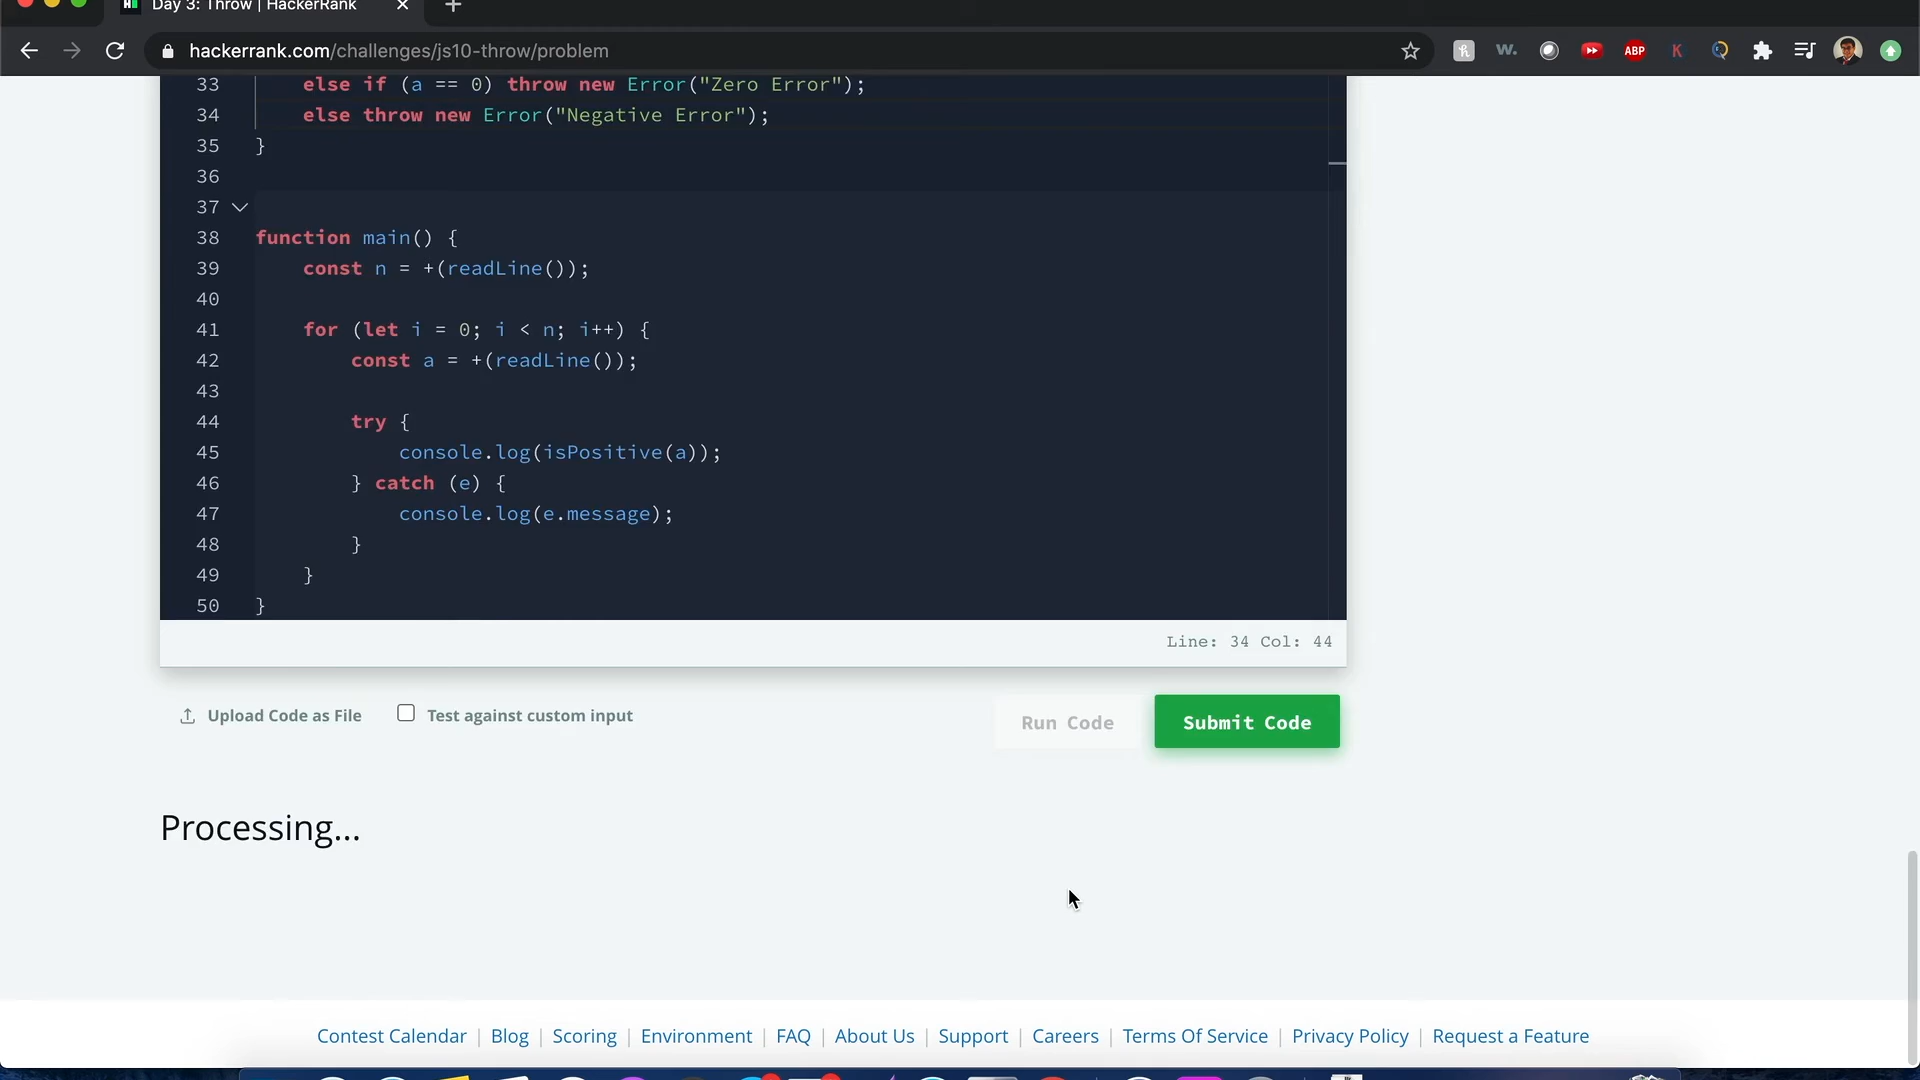 Day 3: Throw | HackerRank
hackerrank.com/challenges/js10-throw/problem
W. ABP K
33 else if (a == 0) throw new Error("Zero Error");
34 else throw new Error("Negative Error");
35 }
36
37
38 function main() {
39 const n = +(readLine());
40
41 for (let i = 0; i < n; i++) {
42 const a = +(readLine());
43
44 try {
45 console.log(isPositive(a));
46 } catch (e) {
47 console.log(e.message);
48 }
49 }
50 }
Line: 34 Col: 44
Upload Code as File Test against custom input Run Code Submit Code
Processing...
Contest Calendar | Blog | Scoring | Environment | FAQ | About Us | Support | Careers | Terms Of Service | Privacy Policy | Request a Feature